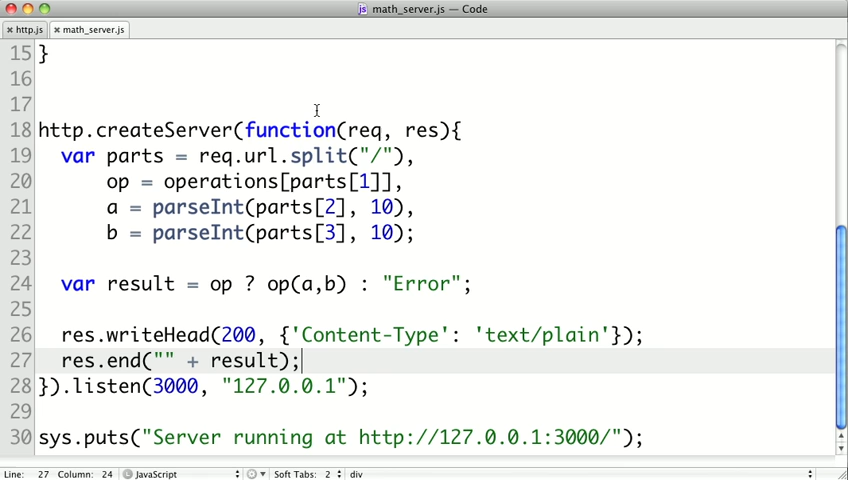 math_server.js — Code
http.js math_server.js
15 }
16
17
18 http.createServer(function(req, res){
19   var parts = req.url.split("/"),
20       op = operations[parts[1]],
21       a = parseInt(parts[2], 10),
22       b = parseInt(parts[3], 10);
23
24   var result = op ? op(a,b) : "Error";
25
26   res.writeHead(200, {'Content-Type': 'text/plain'});
27   res.end("" + result);
28 }).listen(3000, "127.0.0.1");
29
30 sys.puts("Server running at http://127.0.0.1:3000/");
Line: 27 Column: 24 JavaScript Soft Tabs: 2 div